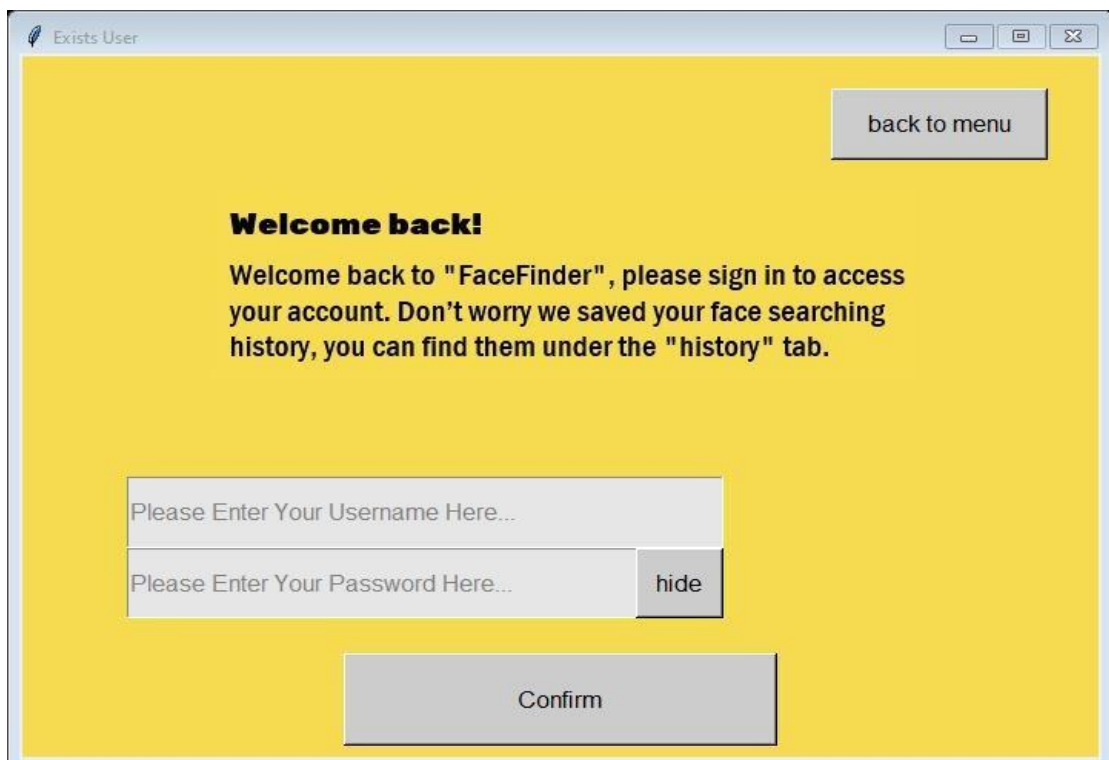 Exists User
back to menu
Welcome back!
Welcome back to "FaceFinder", please sign in to access
your account. Don’t worry we saved your face searching
history, you can find them under the "history" tab.
Please Enter Your Username Here...
Please Enter Your Password Here...
hide
Confirm